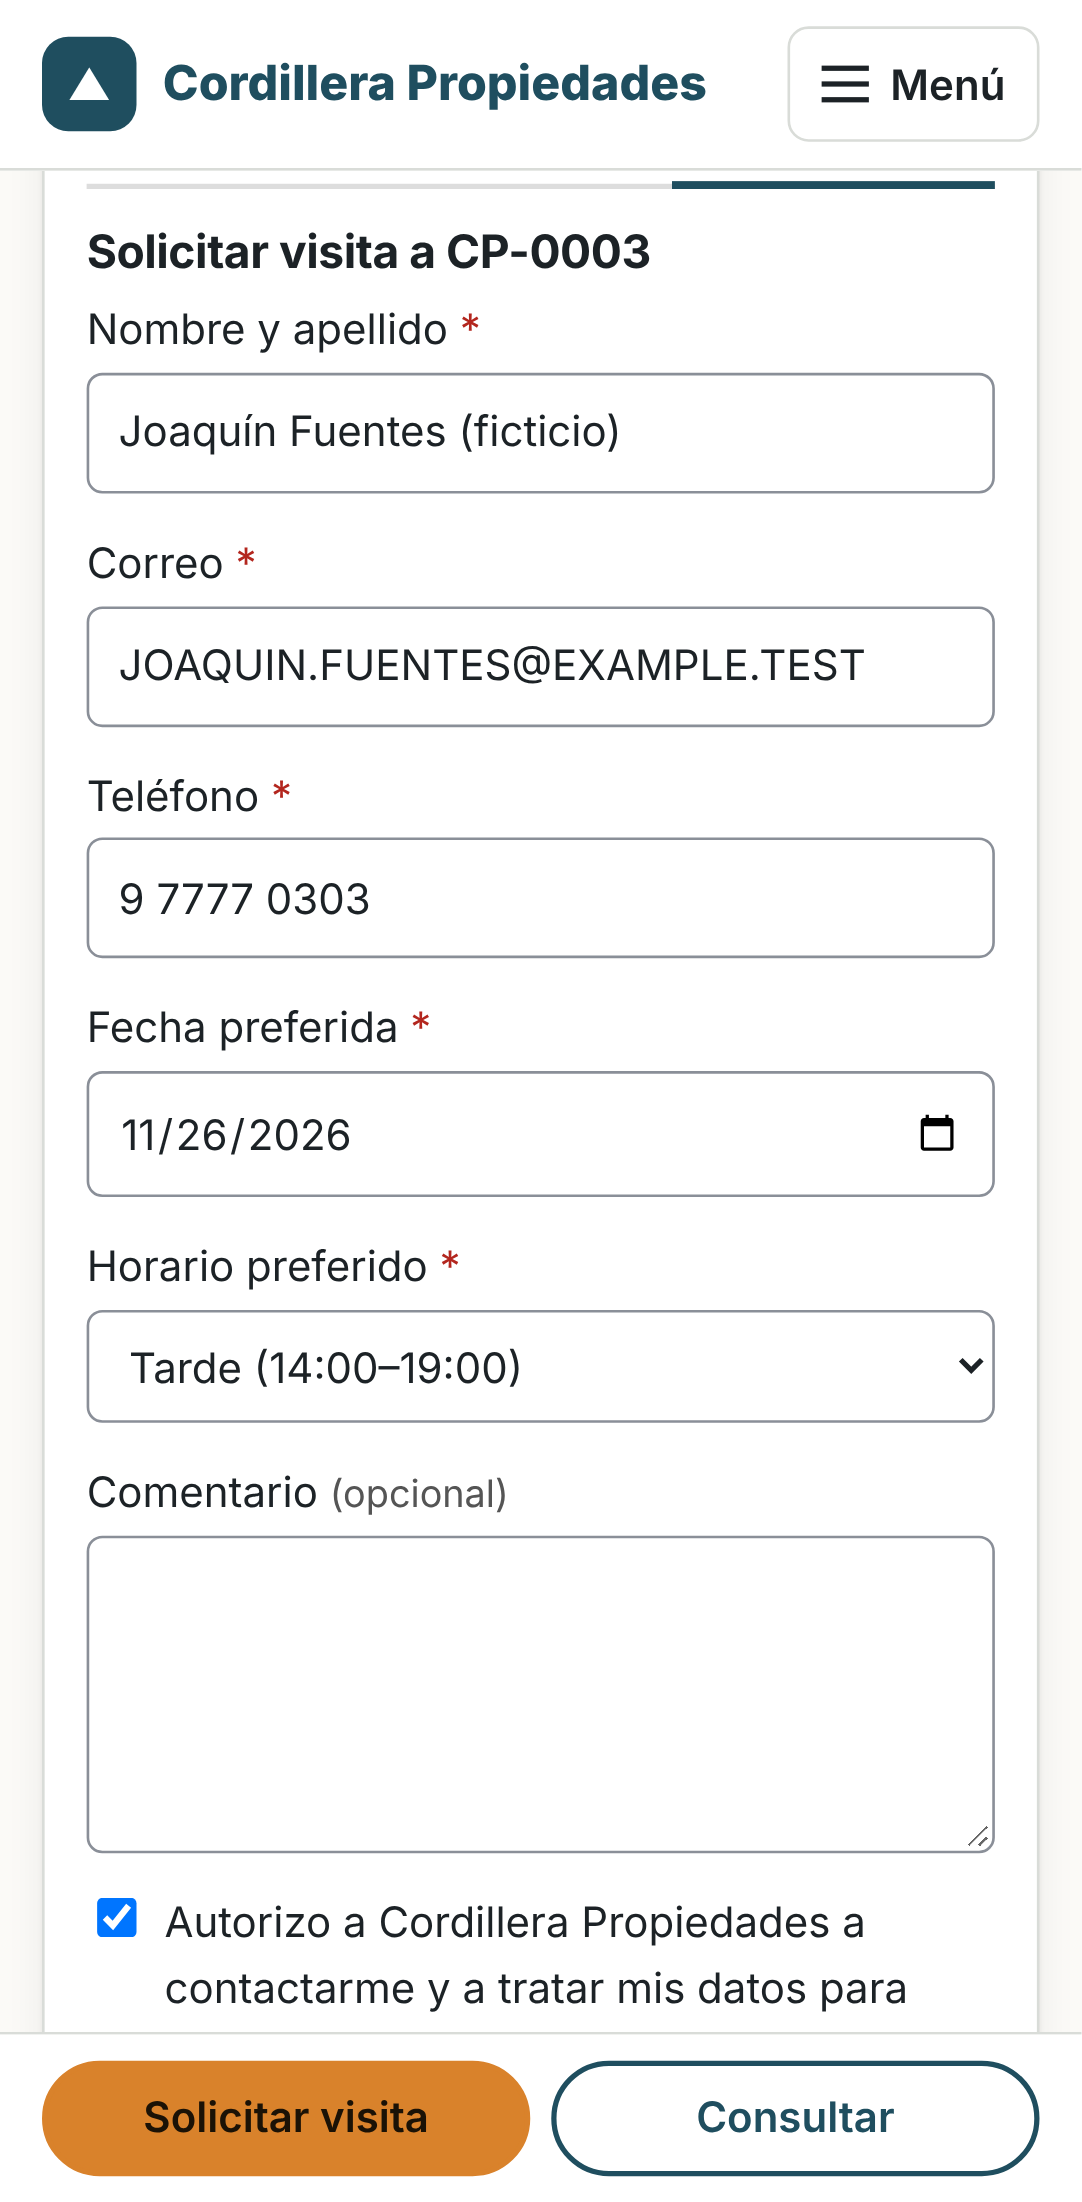 Cordillera Propiedades
Menú
Solicitar visita a CP-0003
Nombre y apellido *
Joaquín Fuentes (ficticio)
Correo *
JOAQUIN.FUENTES@EXAMPLE.TEST
Teléfono *
9 7777 0303
Fecha preferida *
11/26/2026
Horario preferido *
Tarde (14:00–19:00)
Comentario (opcional)
Autorizo a Cordillera Propiedades a
contactarme y a tratar mis datos para
Solicitar visita
Consultar